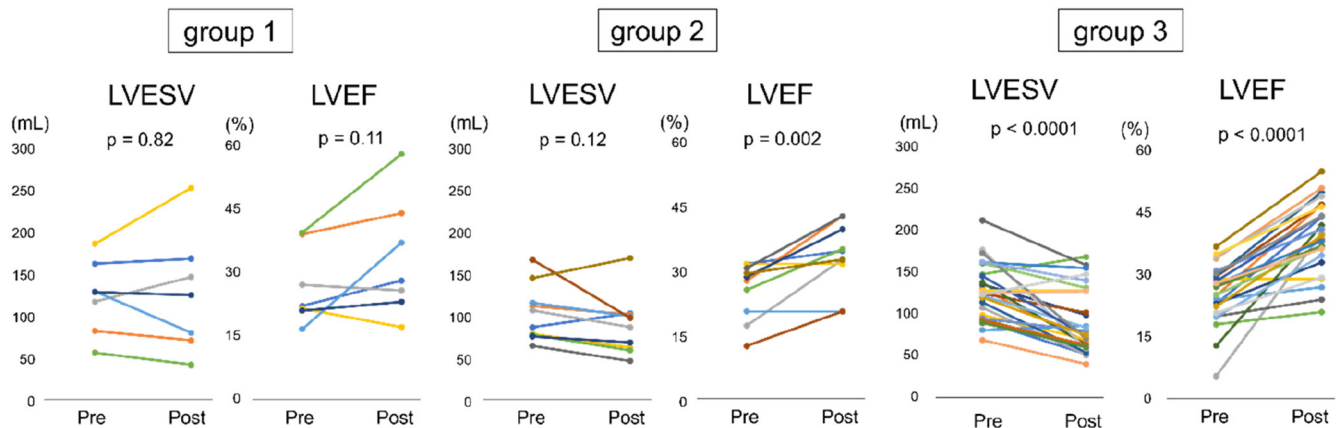 group 1
group 2
group 3
LVESV
LVEF
LVESV
LVEF
LVESV
LVEF
(mL)
p = 0.82
(%)
p = 0.11
(mL)
p = 0.12
(%)
p = 0.002
(mL)
p < 0.0001
(%)
p < 0.0001
300
250
200
150
100
50
0
Pre
Post
60
45
30
15
0
Pre
Post
300
250
200
150
100
50
0
Pre
Post
60
45
30
15
0
Pre
Post
300
250
200
150
100
50
0
Pre
Post
60
45
30
15
0
Pre
Post